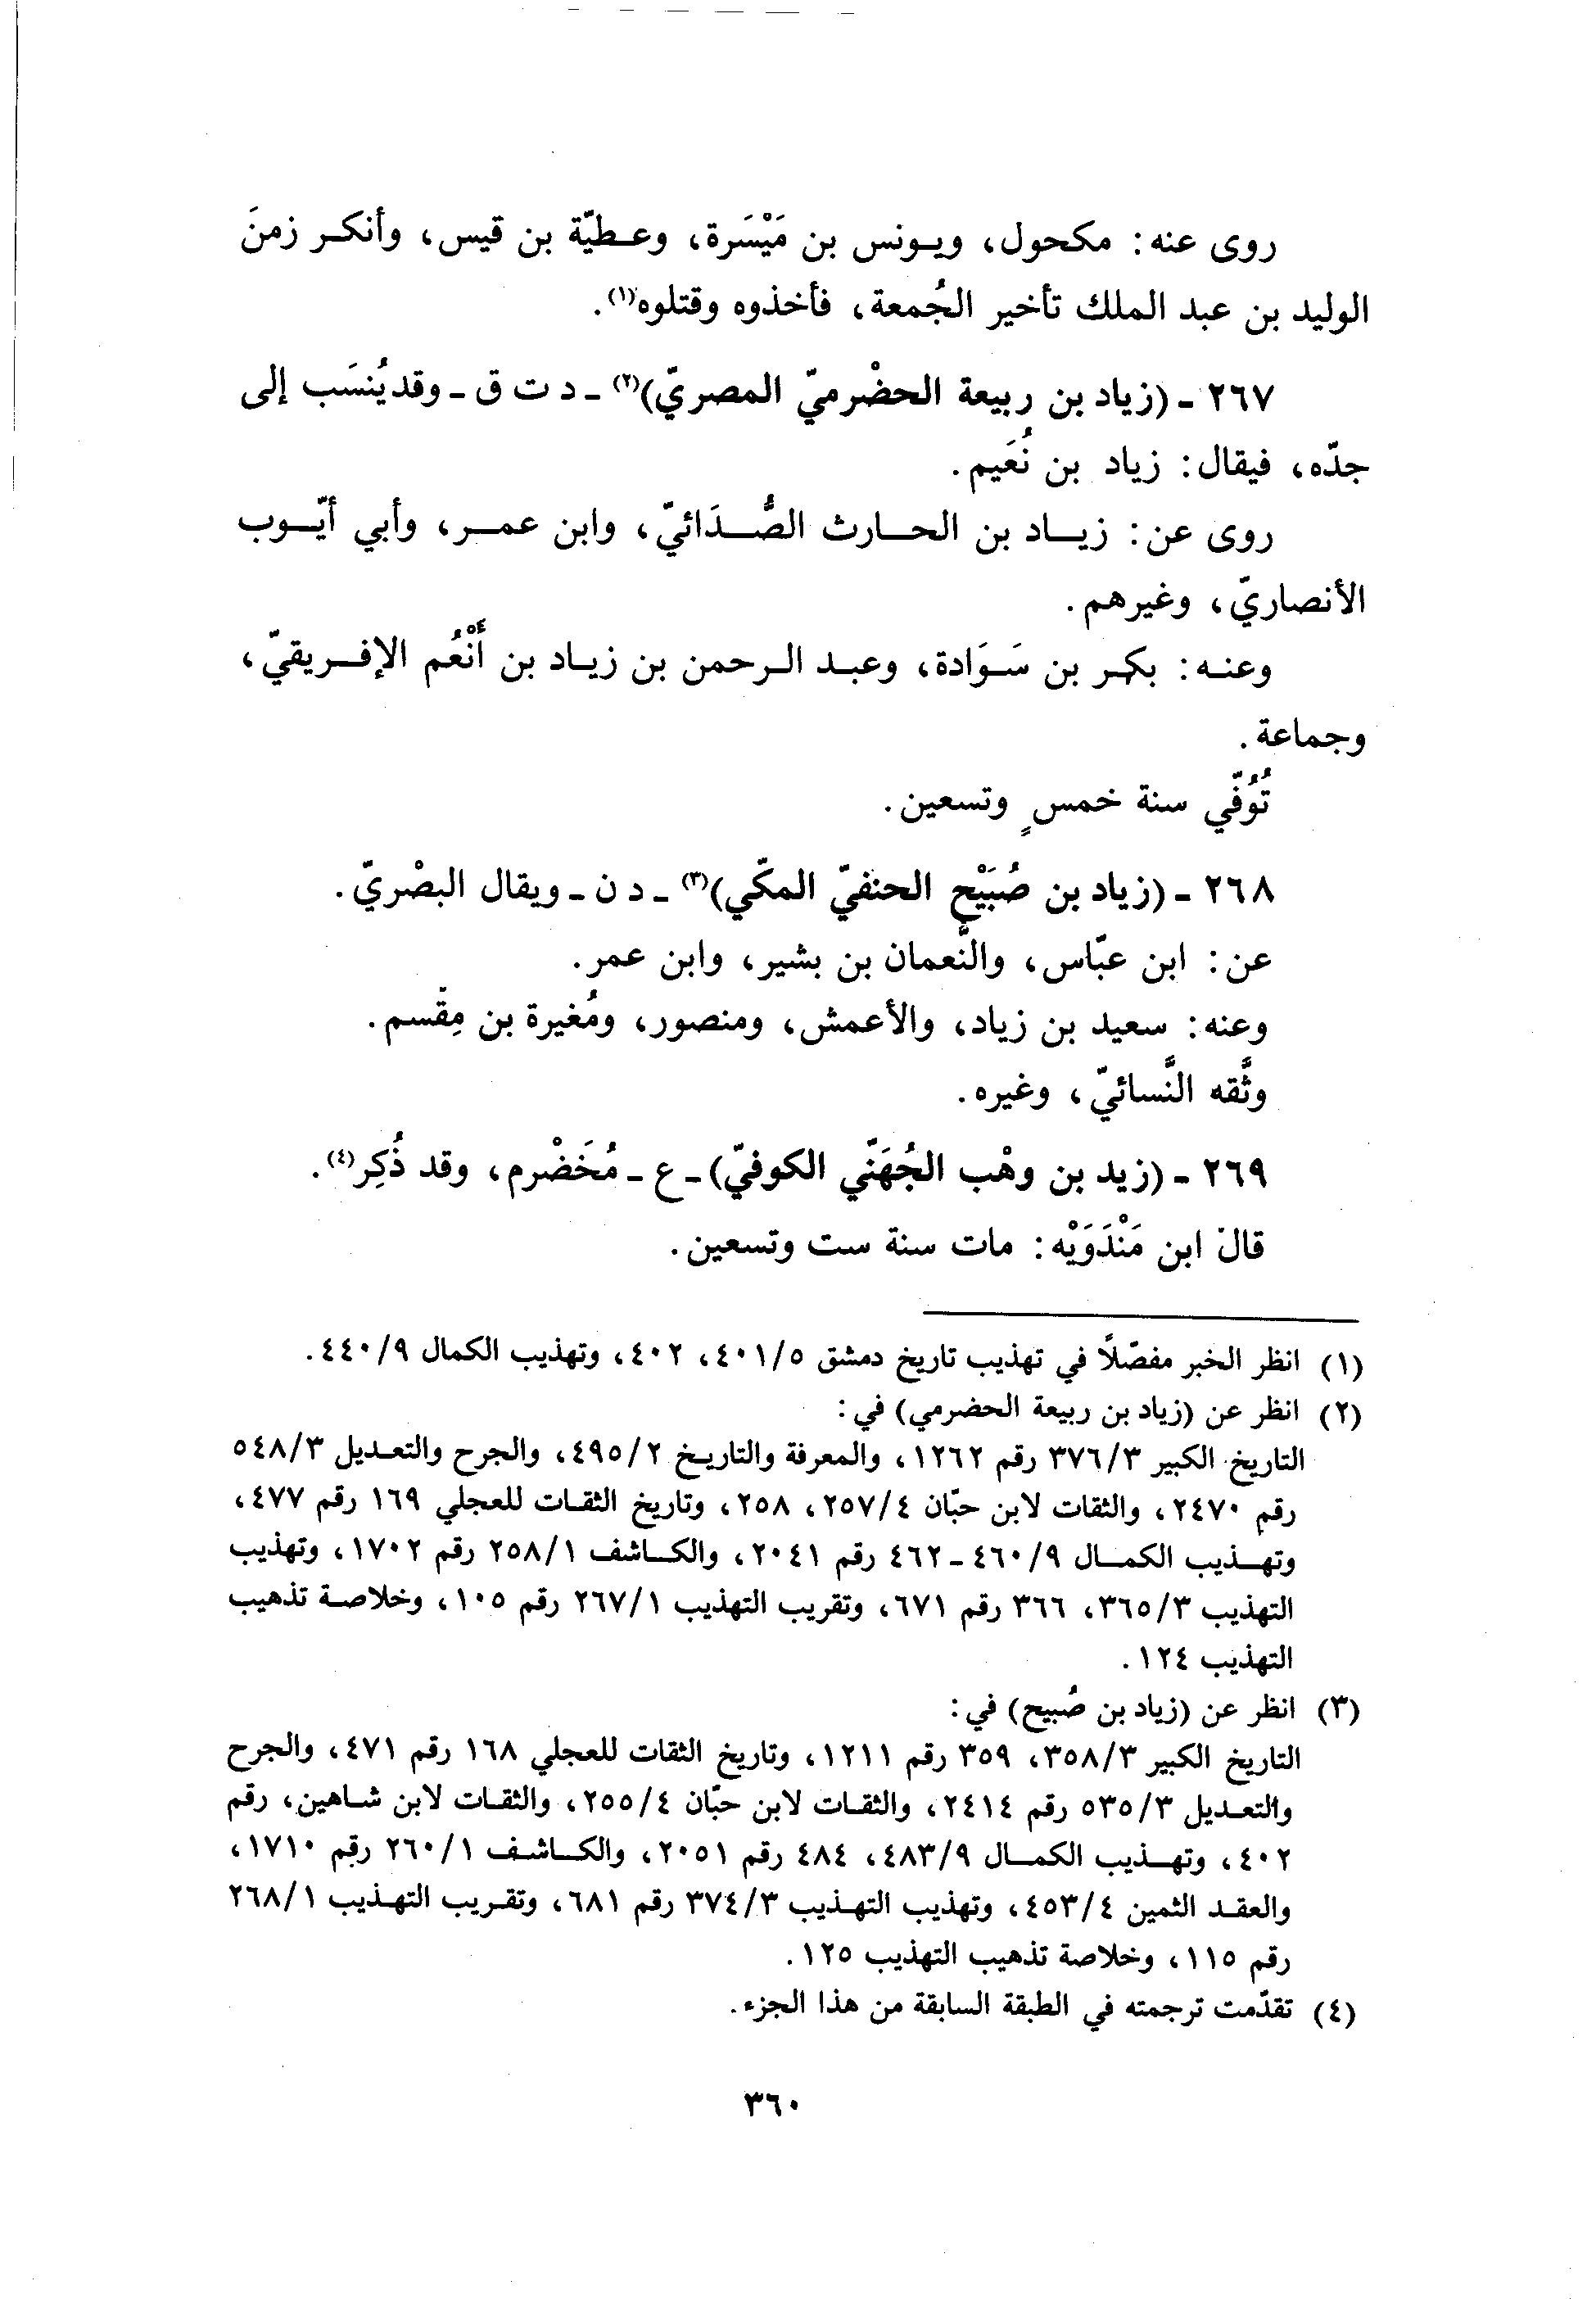 روى عنه: مكحول، ويونس بن مَيْسَرة، وعطيّة بن قيس، وأنكر زمنَ
الوليد بن عبد الملك تأخير الجُمعة، فأخذوه وقتلوه(١).
٢٦٧ ـ (زياد بن ربيعة الحضْرميّ المصريّ)(٢) ـ د ت ق ـ وقد يُنسَب إلى
جدّه، فيقال: زياد بن نُعَيم.
روى عن: زياد بن الحارث الصُّدَائيّ، وابن عمر، وأبي أيّوب
الأنصاريّ، وغيرهم.
وعنه: بكر بن سَوَادة، وعبد الرحمن بن زياد بن أَنْعُم الإفريقيّ،
وجماعة.
تُوُفّي سنة خمسٍ وتسعين.
٢٦٨ ـ (زياد بن صُبَيْح الحنفيّ المكّي)(٣) ـ د ن ـ ويقال البصْريّ.
عن: ابن عبّاس، والنُّعمان بن بشير، وابن عمر.
وعنه: سعيد بن زياد، والأعمش، ومنصور، ومُغيرة بن مِقْسم.
وثَّقه النَّسائيّ، وغيره.
٢٦٩ ـ (زيد بن وهْب الجُهَنّي الكوفيّ) ـ ع ـ مُخَضْرم، وقد ذُكِر(٤).
قال ابن مَنْدَوَيْه: مات سنة ست وتسعين.
(١) انظر الخبر مفصّلاً في تهذيب تاريخ دمشق ٤٠١/٥، ٤٠٢، وتهذيب الكمال ٤٤٠/٩.
(٢) انظر عن (زياد بن ربيعة الحضرمي) في:
التاريخ الكبير ٣٧٦/٣ رقم ١٢٦٢، والمعرفة والتاريخ ٤٩٥/٢، والجرح والتعديل ٥٤٨/٣
رقم ٢٤٧٠، والثقات لابن حبّان ٢٥٧/٤، ٢٥٨، وتاريخ الثقات للعجلي ١٦٩ رقم ٤٧٧،
وتهذيب الكمال ٤٦٠/٩ ـ ٤٦٢ رقم ٢٠٤١، والكاشف ٢٥٨/١ رقم ١٧٠٢، وتهذيب
التهذيب ٣٦٥/٣، ٣٦٦ رقم ٦٧١، وتقريب التهذيب ٢٦٧/١ رقم ١٠٥، وخلاصة تذهيب
التهذيب ١٢٤.
(٣) انظر عن (زياد بن صُبيح) في:
التاريخ الكبير ٣٥٨/٣، ٣٥٩ رقم ١٢١١، وتاريخ الثقات للعجلي ١٦٨ رقم ٤٧١، والجرح
والتعديل ٥٣٥/٣ رقم ٢٤١٤، والثقات لابن حبّان ٢٥٥/٤، والثقات لابن شاهين، رقم
٤٠٢، وتهذيب الكمال ٤٨٣/٩، ٤٨٤ رقم ٢٠٥١، والكاشف ٢٦٠/١ رقم ١٧١٠،
والعقد الثمين ٤٥٣/٤، وتهذيب التهذيب ٣٧٤/٣ رقم ٦٨١، وتقريب التهذيب ٢٦٨/١
رقم ١١٥، وخلاصة تذهيب التهذيب ١٢٥.
(٤) تقدّمت ترجمته في الطبقة السابقة من هذا الجزء.
٣٦٠